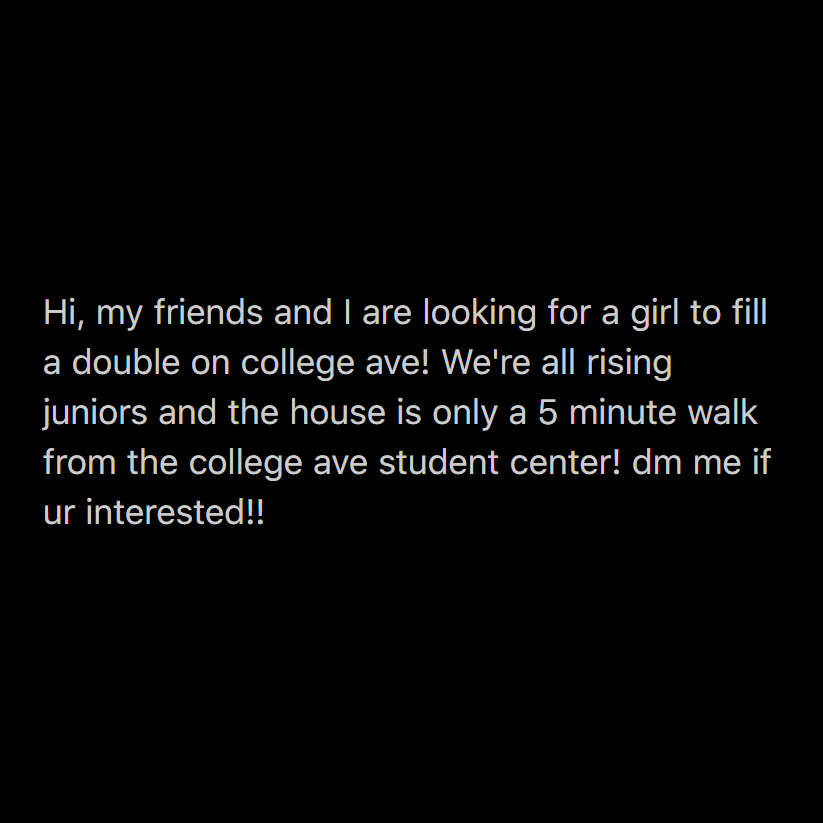 Hi, my friends and I are looking for a girl to fill
a double on college ave! We're all rising
juniors and the house is only a 5 minute walk
from the college ave student center! dm me if
ur interested!!